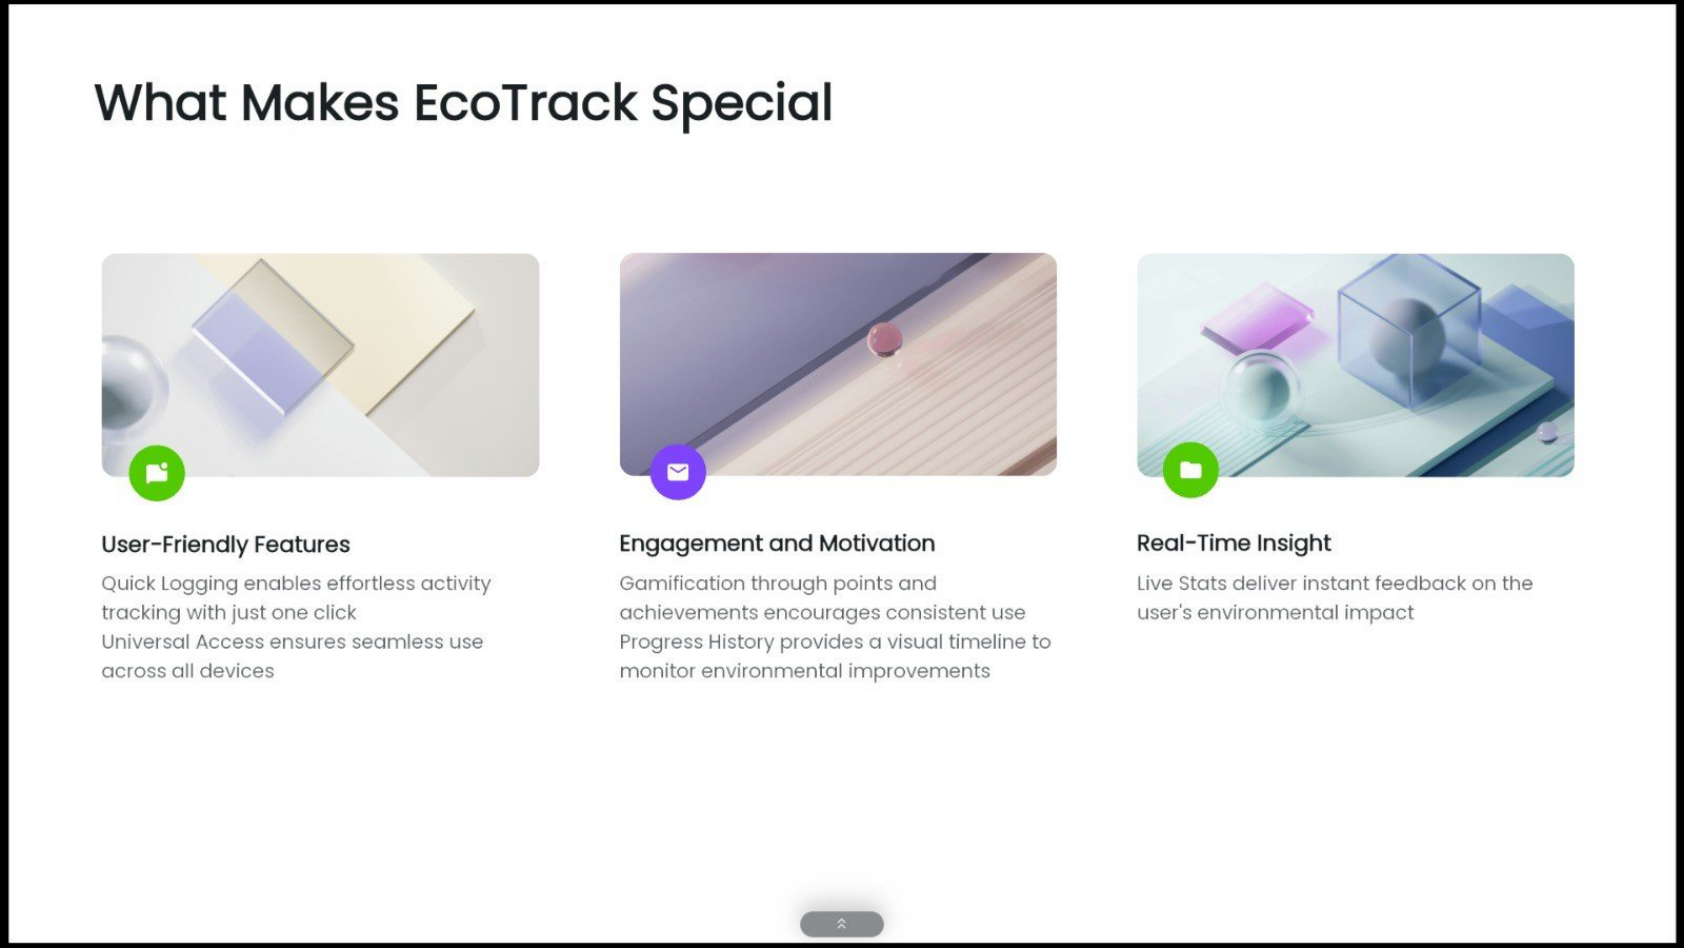 What Makes EcoTrack Special
User-Friendly Features
Quick Logging enables effortless activity
tracking with just one click
Universal Access ensures seamless use
across all devices
Engagement and Motivation
Gamification through points and
achievements encourages consistent use
Progress History provides a visual timeline to
monitor environmental improvements
Real-Time Insight
Live Stats deliver instant feedback on the
user's environmental impact